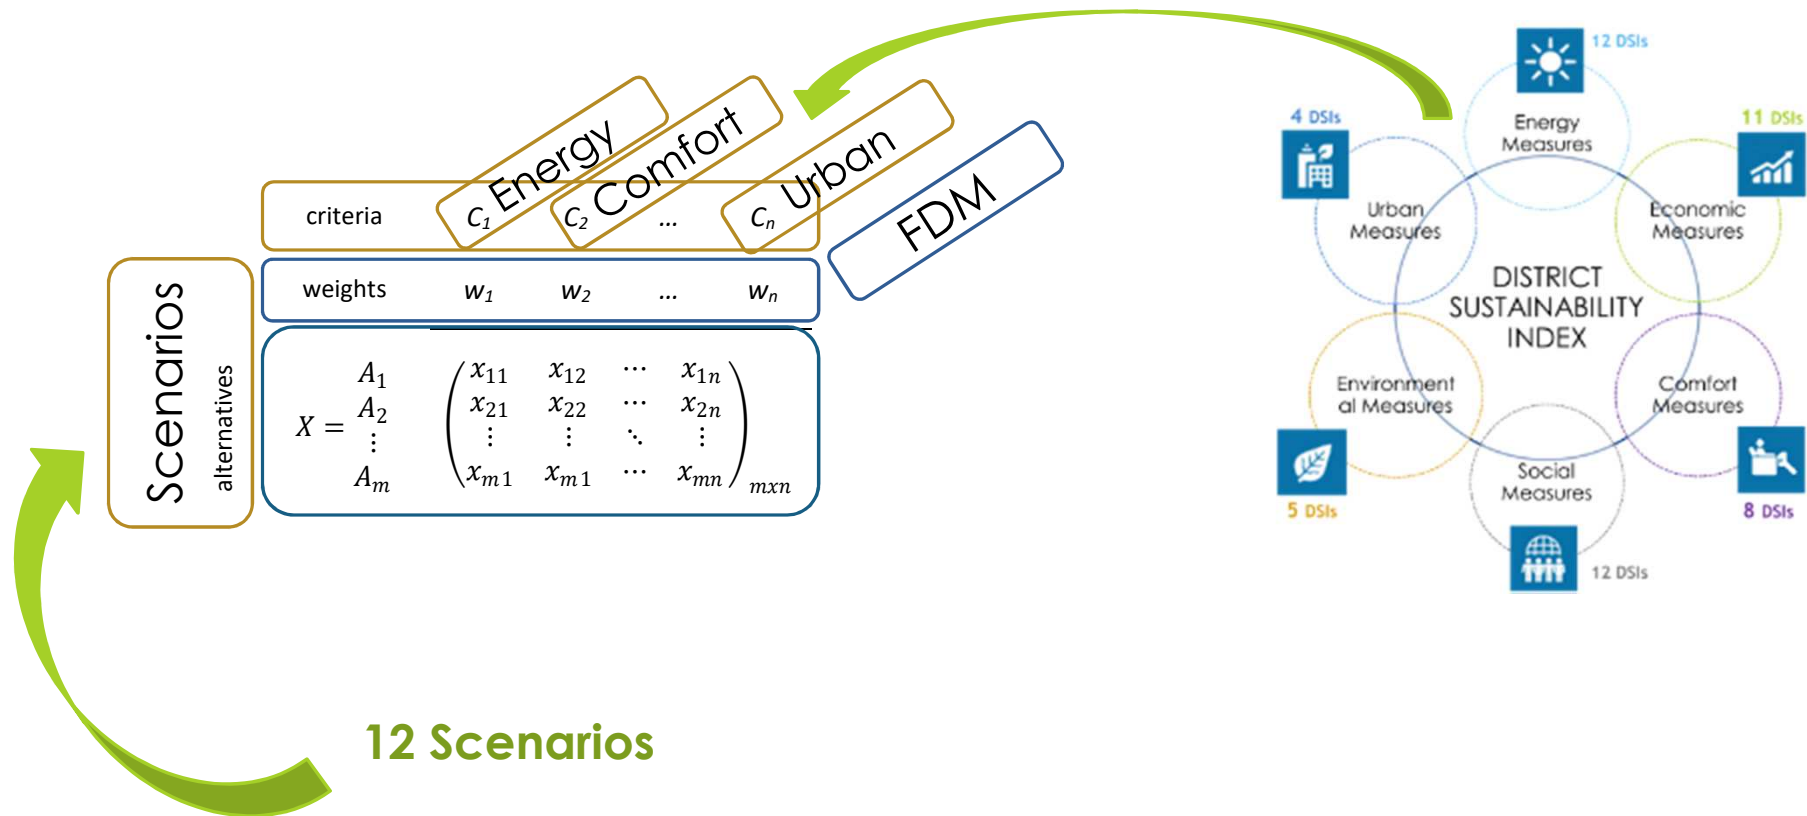 Energy
Comfort
Urban
FDM
criteria C1 C2 ... Cn
weights w1 w2 ... wn
Scenarios
alternatives
X =
A1
A2
⋮
Am
x11 x12 ⋯ x1n
x21 x22 ⋯ x2n
⋮ ⋮ ⋱ ⋮
xm1 xm1 ⋯ xmn
mxn
12 Scenarios
12 DSIs
Energy
Measures
4 DSIs
Urban
Measures
11 DSIs
Economic
Measures
DISTRICT
SUSTAINABILITY
INDEX
Environment
al Measures
5 DSIs
Comfort
Measures
8 DSIs
Social
Measures
12 DSIs